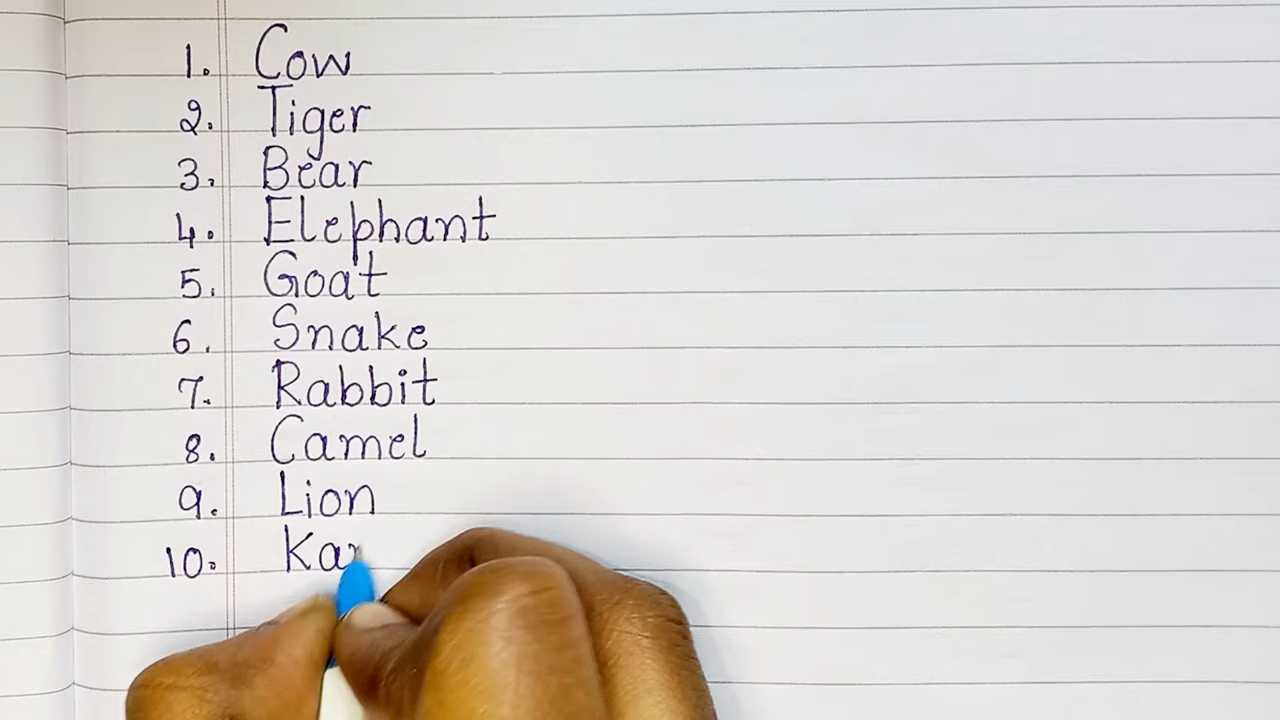 1. Cow
2. Tiger
3. Bear
4. Elephant
5. Goat
6. Snake
7. Rabbit
8. Camel
9. Lion
10. Ka